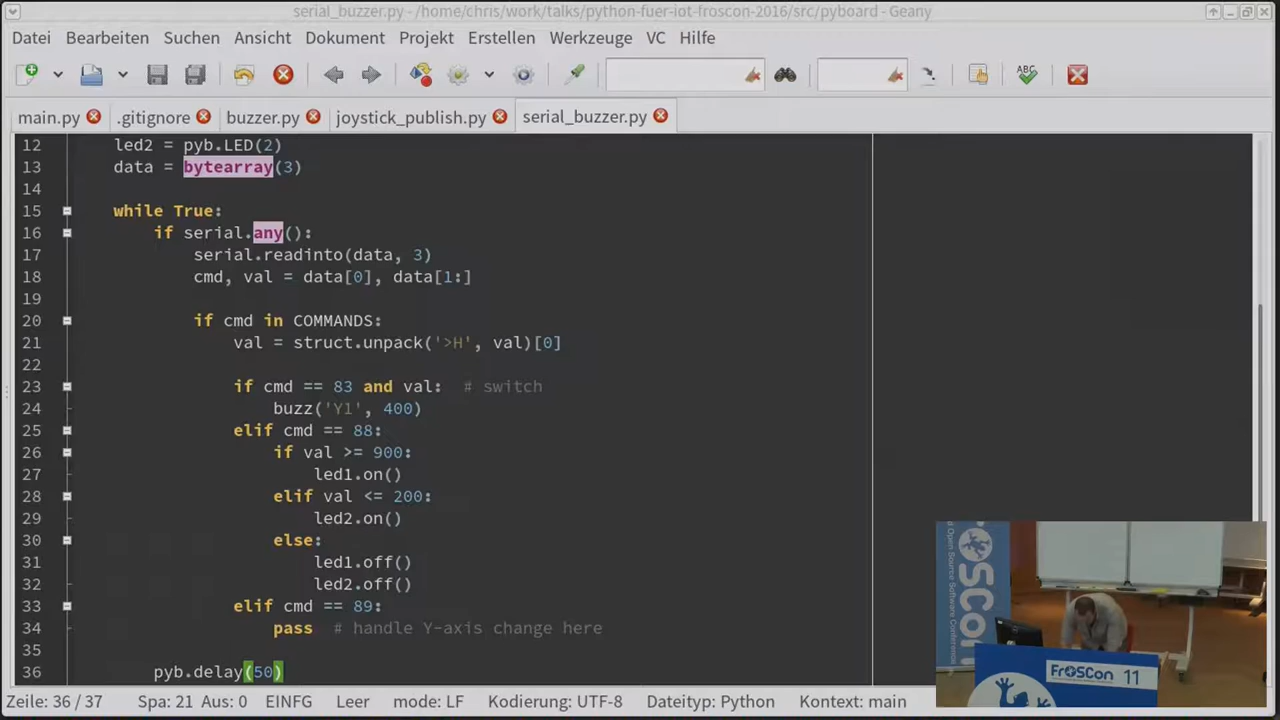 serial_buzzer.py - /home/chris/work/talks/python-fuer-iot-froscon-2016/src/pyboard - Geany
Datei Bearbeiten Suchen Ansicht Dokument Projekt Erstellen Werkzeuge VC Hilfe
ABC
main.py .gitignore buzzer.py joystick_publish.py serial_buzzer.py
12 led2 = pyb.LED(2)
13 data = bytearray(3)
14
15 while True:
16 if serial.any():
17 serial.readinto(data, 3)
18 cmd, val = data[0], data[1:]
19
20 if cmd in COMMANDS:
21 val = struct.unpack('>H', val)[0]
22
23 if cmd == 83 and val: # switch
24 buzz('Y1', 400)
25 elif cmd == 88:
26 if val >= 900:
27 led1.on()
28 elif val <= 200:
29 led2.on()
30 else:
31 led1.off()
32 led2.off()
33 elif cmd == 89:
34 pass # handle Y-axis change here
35
36 pyb.delay(50)
Zeile: 36 / 37 Spa: 21 Aus: 0 EINFG Leer mode: LF Kodierung: UTF-8 Dateityp: Python Kontext: main
FrOSCon 11